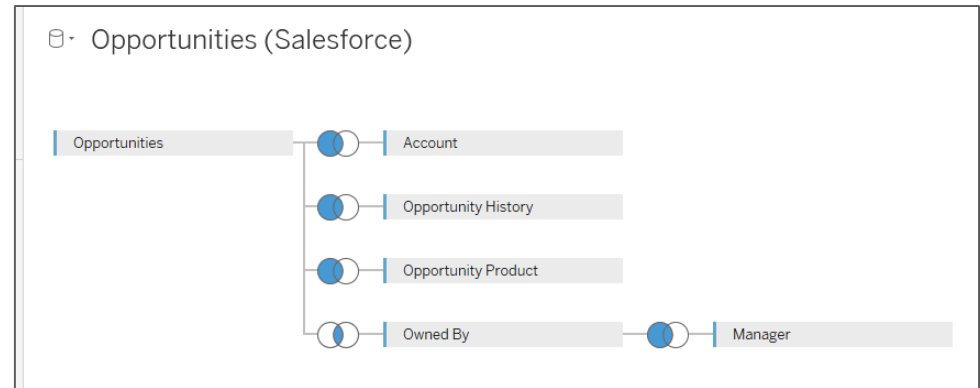 Opportunities (Salesforce)
Opportunities
Account
Opportunity History
Opportunity Product
Owned By
Manager